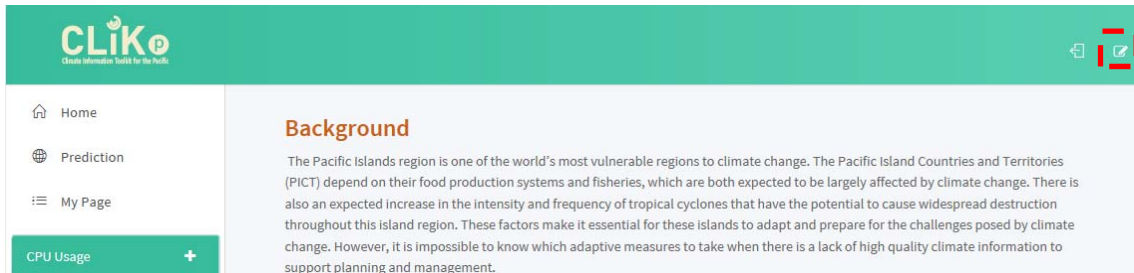 CLiK p
Climate Information Toolkit for the Pacific
Home
Prediction
My Page
CPU Usage +
Background
The Pacific Islands region is one of the world's most vulnerable regions to climate change. The Pacific Island Countries and Territories
(PICT) depend on their food production systems and fisheries, which are both expected to be largely affected by climate change. There is
also an expected increase in the intensity and frequency of tropical cyclones that have the potential to cause widespread destruction
throughout this island region. These factors make it essential for these islands to adapt and prepare for the challenges posed by climate
change. However, it is impossible to know which adaptive measures to take when there is a lack of high quality climate information to
support planning and management.